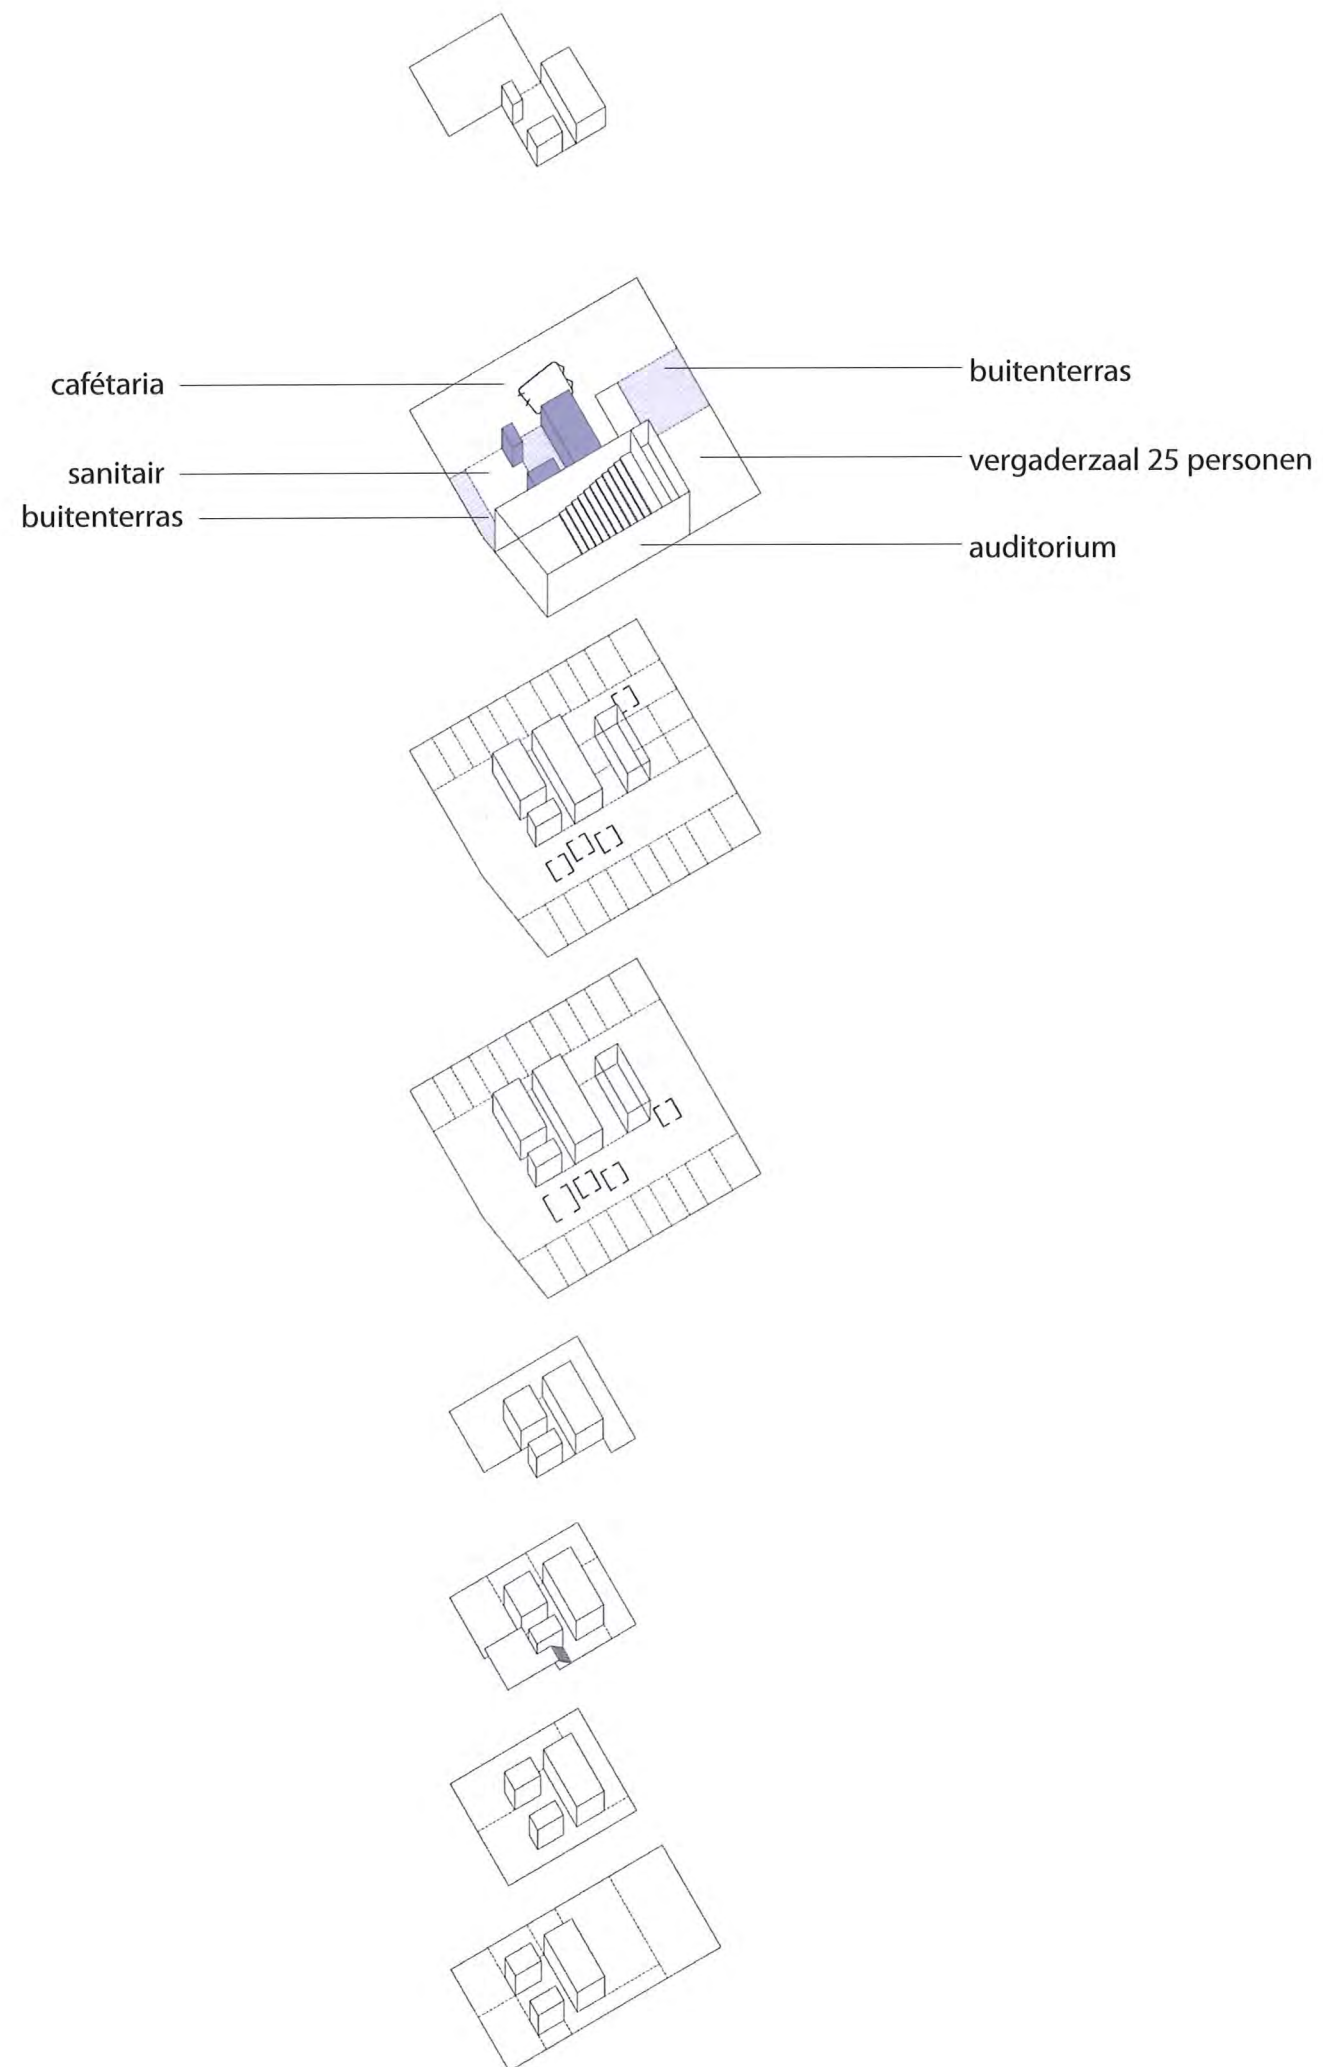 cafétaria
sanitair
buitenterras
buitenterras
vergaderzaal 25 personen
auditorium